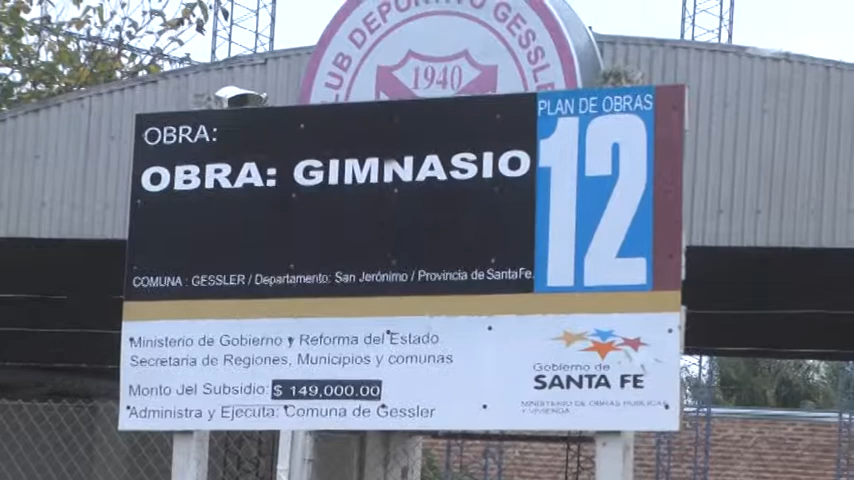 CLUB DEPORTIVO GESSLER
1940
PLAN DE OBRAS
12
OBRA:
OBRA: GIMNASIO
COMUNA : GESSLER / Departamento: San Jerónimo / Provincia de Santa Fe.
Ministerio de Gobierno y Reforma del Estado
Secretaria de Regiones, Municipios y comunas
Monto del Subsidio: $ 149,000.00
Administra y Ejecuta: Comuna de Gessler
Gobierno de
SANTA FE
MINISTERIO DE OBRAS PUBLICAS
Y VIVIENDA